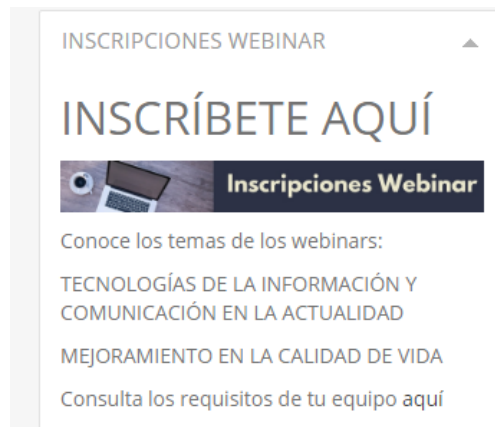 INSCRIPCIONES WEBINAR
INSCRÍBETE AQUÍ
Inscripciones Webinar
Conoce los temas de los webinars:
TECNOLOGÍAS DE LA INFORMACIÓN Y
COMUNICACIÓN EN LA ACTUALIDAD
MEJORAMIENTO EN LA CALIDAD DE VIDA
Consulta los requisitos de tu equipo aquí